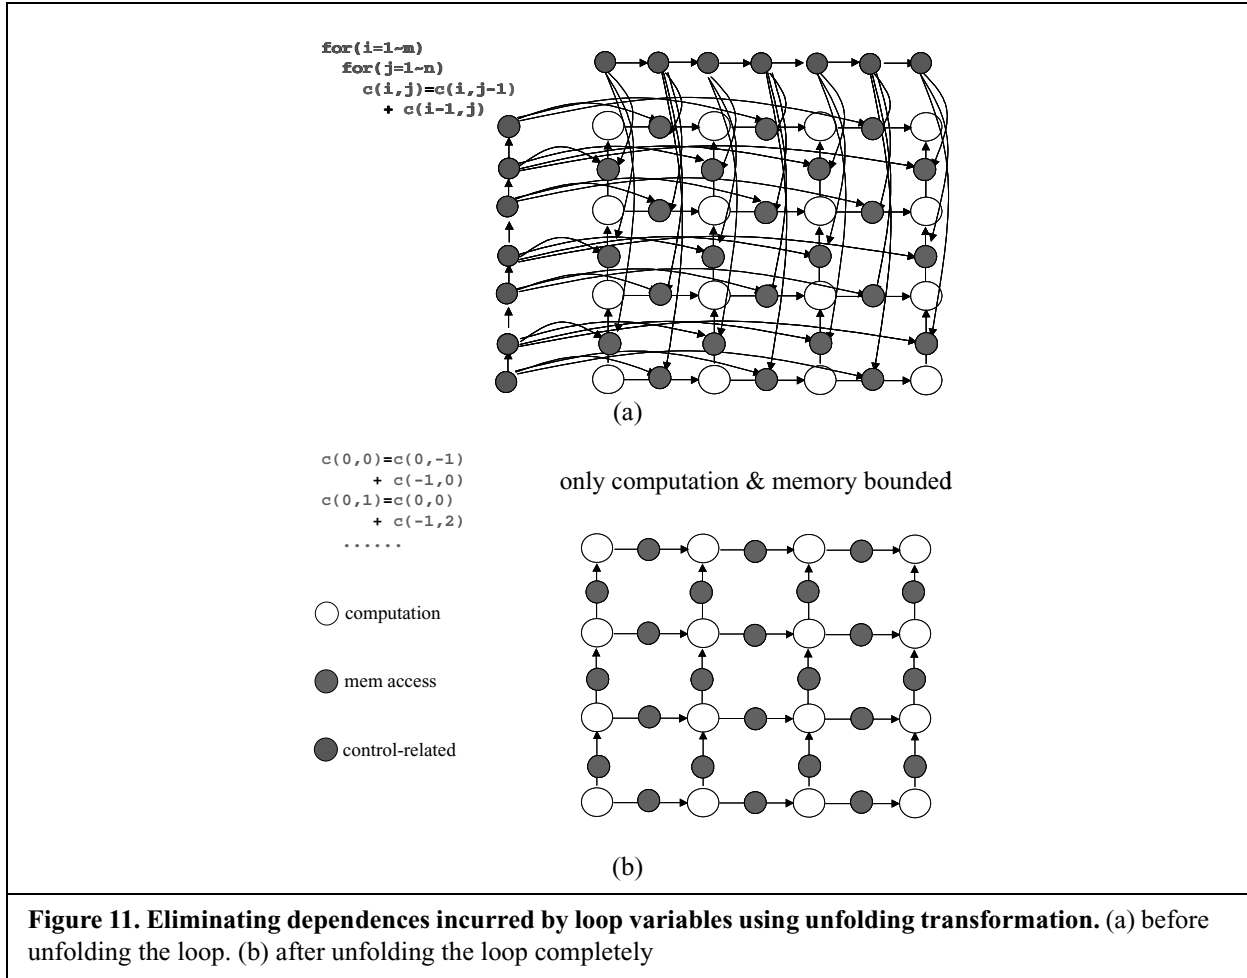 for(i=1~m)
for(j=1~n)
c(i,j)=c(i,j-1)
+ c(i-1,j)
(a)
c(0,0)=c(0,-1)
+ c(-1,0)
c(0,1)=c(0,0)
+ c(-1,2)
......
only computation & memory bounded
computation
mem access
control-related
(b)
Figure 11. Eliminating dependences incurred by loop variables using unfolding transformation. (a) before
unfolding the loop. (b) after unfolding the loop completely